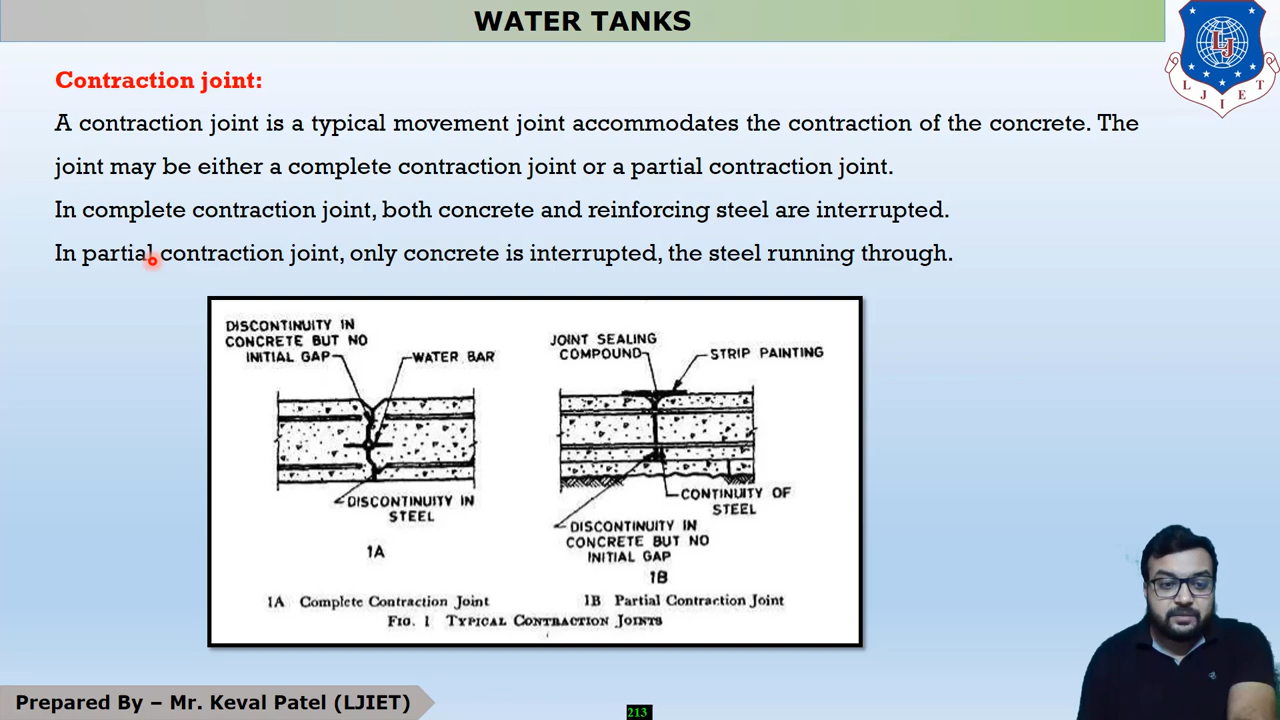 WATER TANKS
L J I E T
LJ
Contraction joint:
A contraction joint is a typical movement joint accommodates the contraction of the concrete. The
joint may be either a complete contraction joint or a partial contraction joint.
In complete contraction joint, both concrete and reinforcing steel are interrupted.
In partial contraction joint, only concrete is interrupted, the steel running through.
DISCONTINUITY IN
CONCRETE BUT NO
INITIAL GAP
WATER BAR
DISCONTINUITY IN
STEEL
1A
JOINT SEALING
COMPOUND
STRIP PAINTING
CONTINUITY OF
STEEL
DISCONTINUITY IN
CONCRETE BUT NO
INITIAL GAP
1B
1A Complete Contraction Joint
1B Partial Contraction Joint
FIG. 1 TYPICAL CONTRACTION JOINTS
Prepared By – Mr. Keval Patel (LJIET)
213